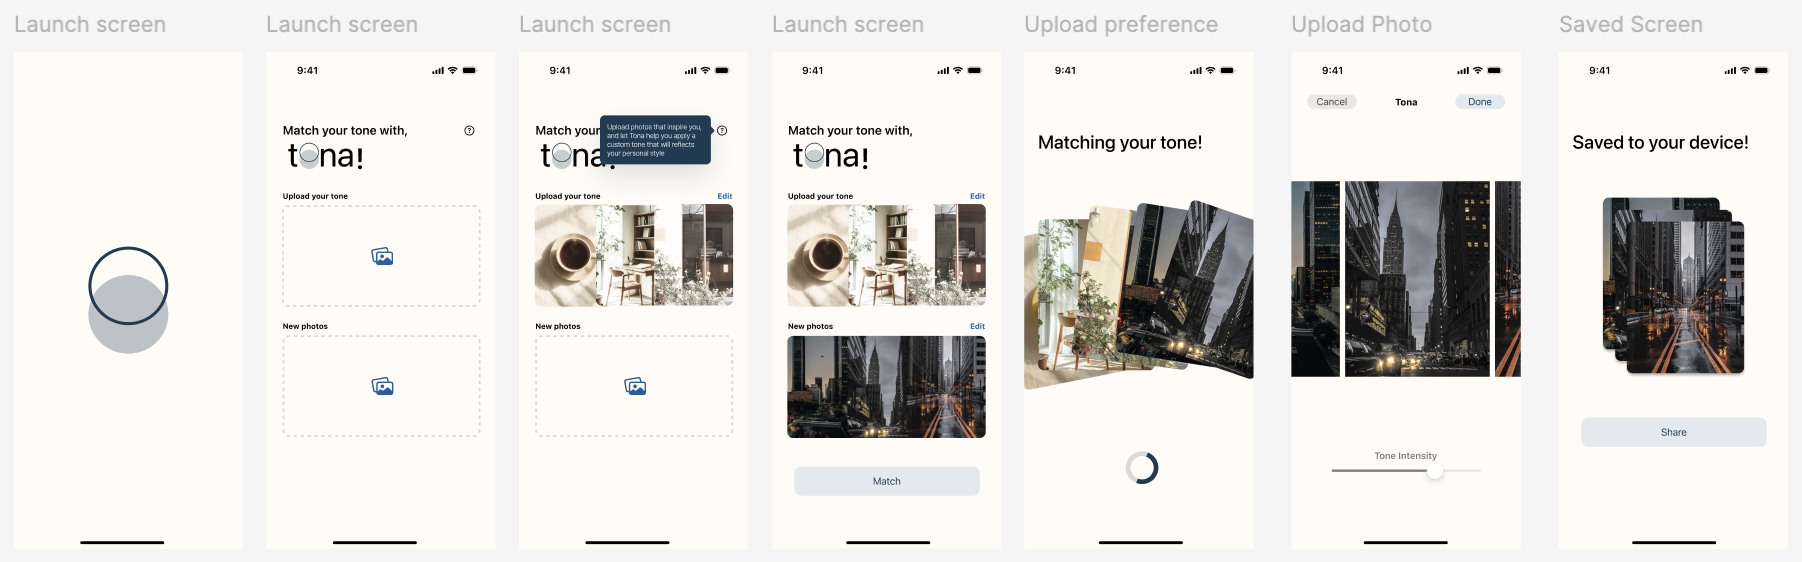 Launch screen
Launch screen
9:41
Match your tone with,
tona!
Upload your tone
New photos
Launch screen
9:41
Match your
tona!
Upload photos that inspire you,
and let Tona help you apply a
custom tone that will reflects
your personal style
Upload your tone
Edit
New photos
Launch screen
9:41
Match your tone with,
tona!
Upload your tone
Edit
New photos
Edit
Match
Upload preference
9:41
Matching your tone!
Upload Photo
9:41
Cancel
Tona
Done
Tone Intensity
Saved Screen
9:41
Saved to your device!
Share